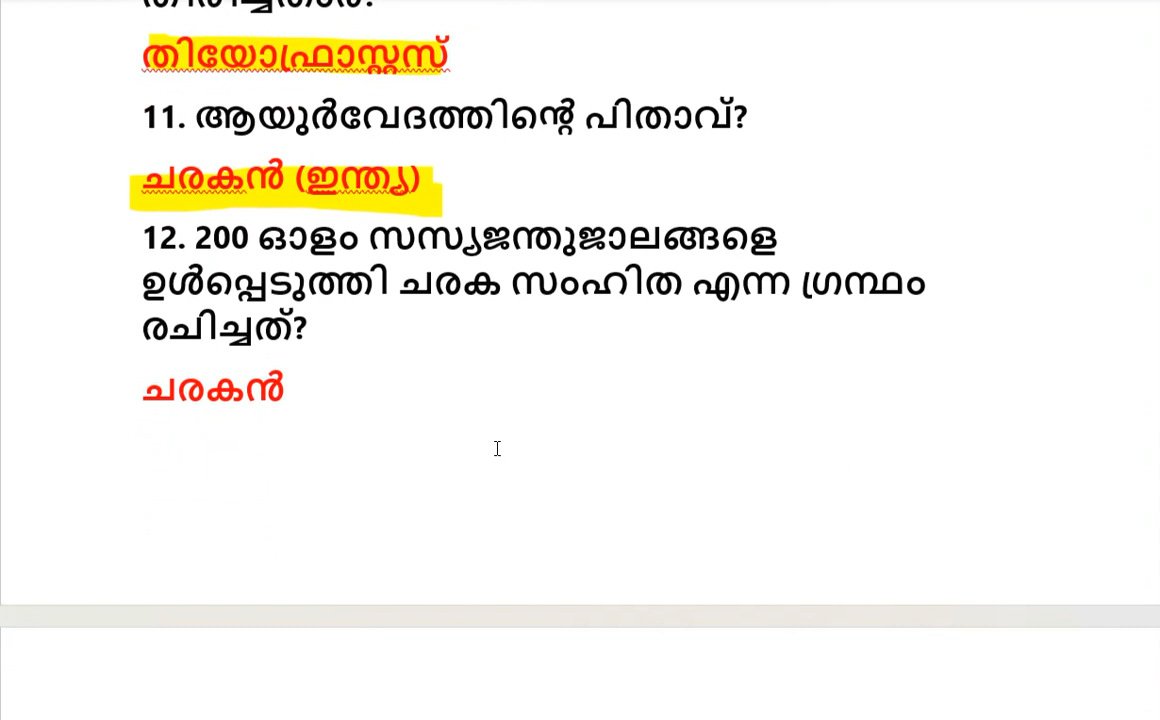 തിരിച്ചതാര്?
തിയോഫ്രാസ്റ്റസ്
11. ആയുർവേദത്തിന്റെ പിതാവ്?
ചരകൻ (ഇന്ത്യ)
12. 200 ഓളം സസ്യജന്തുജാലങ്ങളെ
ഉൾപ്പെടുത്തി ചരക സംഹിത എന്ന ഗ്രന്ഥം
രചിച്ചത്?
ചരകൻ